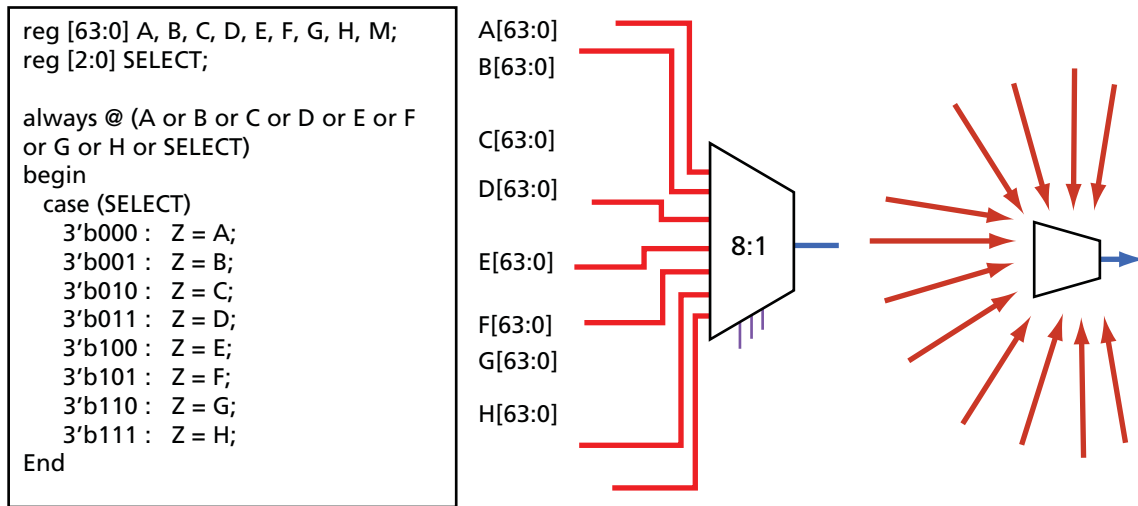 reg [63:0] A, B, C, D, E, F, G, H, M;
reg [2:0] SELECT;
always @ (A or B or C or D or E or F
or G or H or SELECT)
begin
case (SELECT)
3’b000 : Z = A;
3’b001 : Z = B;
3’b010 : Z = C;
3’b011 : Z = D;
3’b100 : Z = E;
3’b101 : Z = F;
3’b110 : Z = G;
3’b111 : Z = H;
End
A[63:0]
B[63:0]
C[63:0]
D[63:0]
E[63:0]
F[63:0]
G[63:0]
H[63:0]
8:1